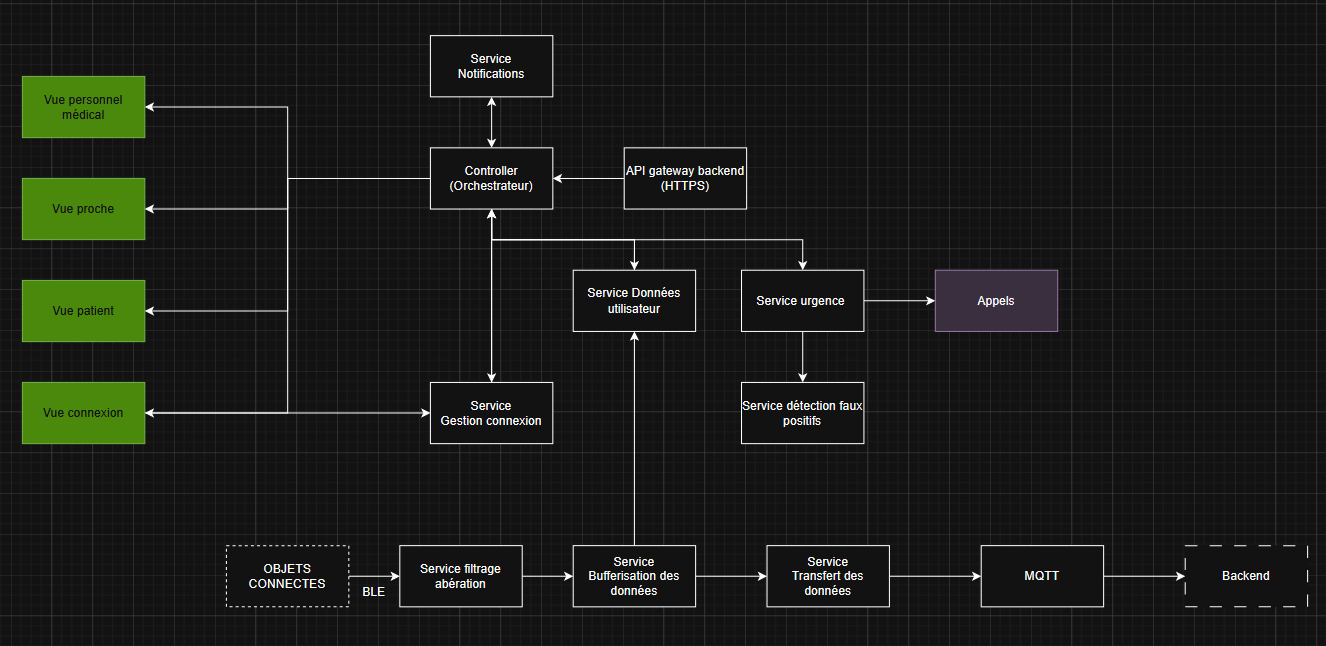 Service
Notifications
Vue personnel
médical
Controller
(Orchestrateur)
API gateway backend
(HTTPS)
Vue proche
Service Données
utilisateur
Service urgence
Appels
Vue patient
Vue connexion
Service
Gestion connexion
Service détection faux
positifs
OBJETS
CONNECTES
BLE
Service filtrage
abération
Service
Bufferisation des
données
Service
Transfert des
données
MQTT
Backend